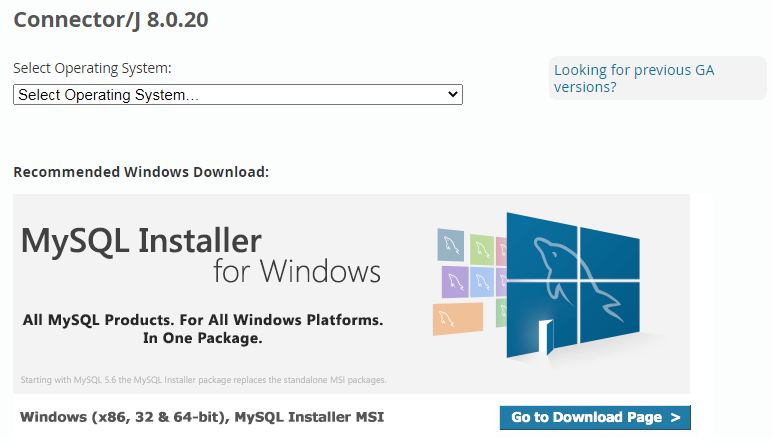 Connector/J 8.0.20
Select Operating System:
Looking for previous GA
versions?
Select Operating System...
Recommended Windows Download:
MySQL Installer
for Windows
All MySQL Products. For All Windows Platforms.
In One Package.
Starting with MySQL 5.6 the MySQL Installer package replaces the standalone MSI packages.
Windows (x86, 32 & 64-bit), MySQL Installer MSI
Go to Download Page >